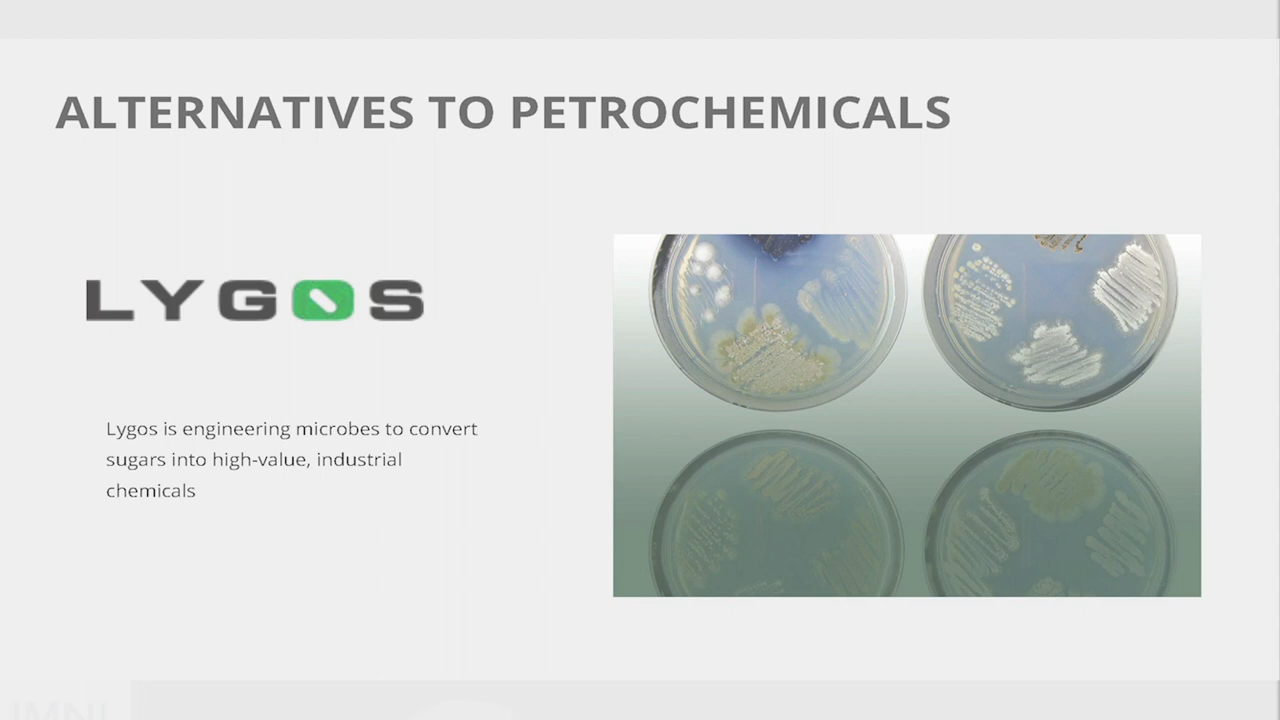 ALTERNATIVES TO PETROCHEMICALS
LYGOS
Lygos is engineering microbes to convert
sugars into high-value, industrial
chemicals